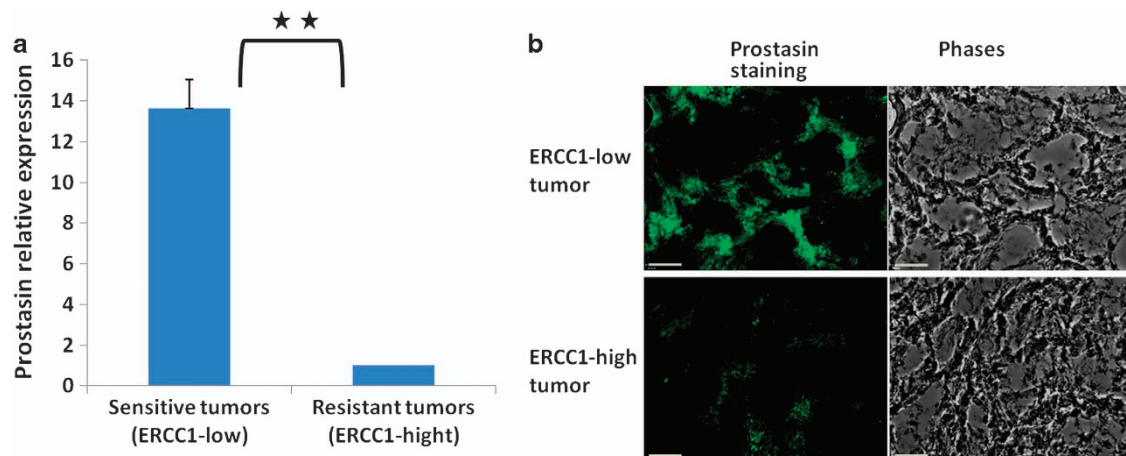 a
★ ★
Prostasin relative expression
16
14
12
10
8
6
4
2
0
Sensitive tumors
(ERCC1-low)
Resistant tumors
(ERCC1-hight)
b
Prostasin
staining
Phases
ERCC1-low
tumor
ERCC1-high
tumor